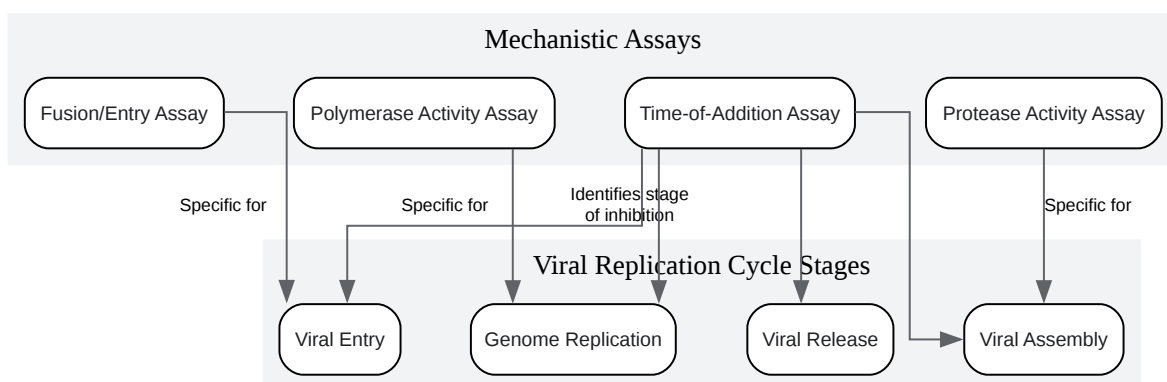 Mechanistic Assays
Fusion/Entry Assay
Polymerase Activity Assay
Time-of-Addition Assay
Protease Activity Assay
Specific for
Specific for
Identifies stage
of inhibition
Specific for
Viral Replication Cycle Stages
Viral Entry
Genome Replication
Viral Release
Viral Assembly